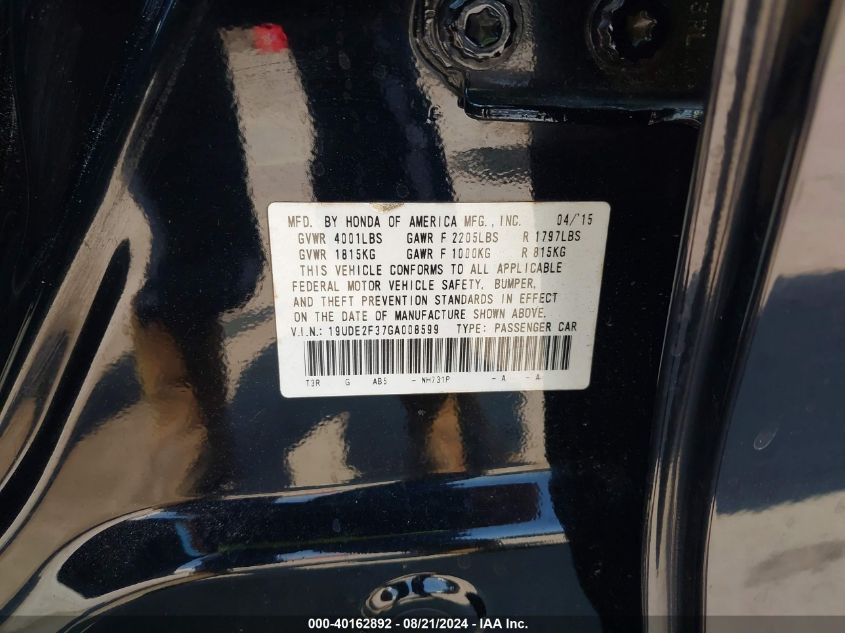 MFD. BY HONDA OF AMERICA MFG., INC. 04/'15
GVWR 4001LBS GAWR F 2205LBS R 1797LBS
GVWR 1815KG GAWR F 1000KG R 815KG
THIS VEHICLE CONFORMS TO ALL APPLICABLE
FEDERAL MOTOR VEHICLE SAFETY, BUMPER,
AND THEFT PREVENTION STANDARDS IN EFFECT
ON THE DATE OF MANUFACTURE SHOWN ABOVE.
V.I.N.: 19UDE2F37GA008599 TYPE: PASSENGER CAR
T3R G AB5 - NH731P - A - A
000-40162892 - 08/21/2024 - IAA Inc.